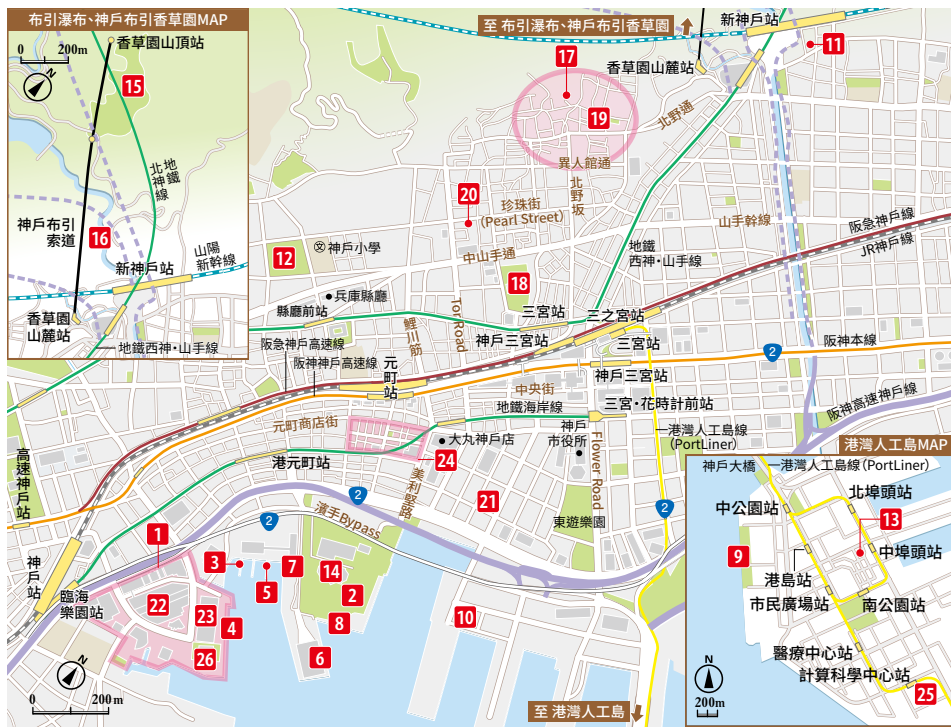 布引瀑布、神戶布引香草園MAP
0 200m
N
香草園山頂站
15
地鐵
北神線
神戶布引
索道
16
山陽
新幹線
新神戶站
香草園
山麓站
地鐵西神・山手線
至 布引瀑布、神戶布引香草園
新神戶站
11
香草園山麓站
17
19
北野通
異人館通
20
珍珠街
(Pearl Street)
北野坂
山手幹線
阪急神戶線
JR神戶線
12
神戶小學
中山手通
地鐵
西神・山手線
18
兵庫縣廳
縣廳前站
鯉川筋
Tor Road
三宮站
三之宮站
神戶三宮站
三宮站
阪急神戶高速線
阪神神戶高速線
元町站
2
阪神本線
神戶三宮站
中央街
地鐵海岸線
三宮・花時計前站
阪神高速神戶線
元町商店街
大丸神戶店
神戶
市役所
Flower Road
港灣人工島線
(PortLiner)
高速神戶站
港元町站
24
美利堅路
21
東遊樂園
2
2
2
濱手Bypass
神戶站
臨海
樂園站
1
3
5
7
14
2
8
22
23
4
26
6
10
N
0 200m
至 港灣人工島
港灣人工島MAP
神戶大橋
港灣人工島線(PortLiner)
中公園站
北埠頭站
13
9
中埠頭站
港島站
市民廣場站
南公園站
醫療中心站
計算科學中心站
25
N
200m